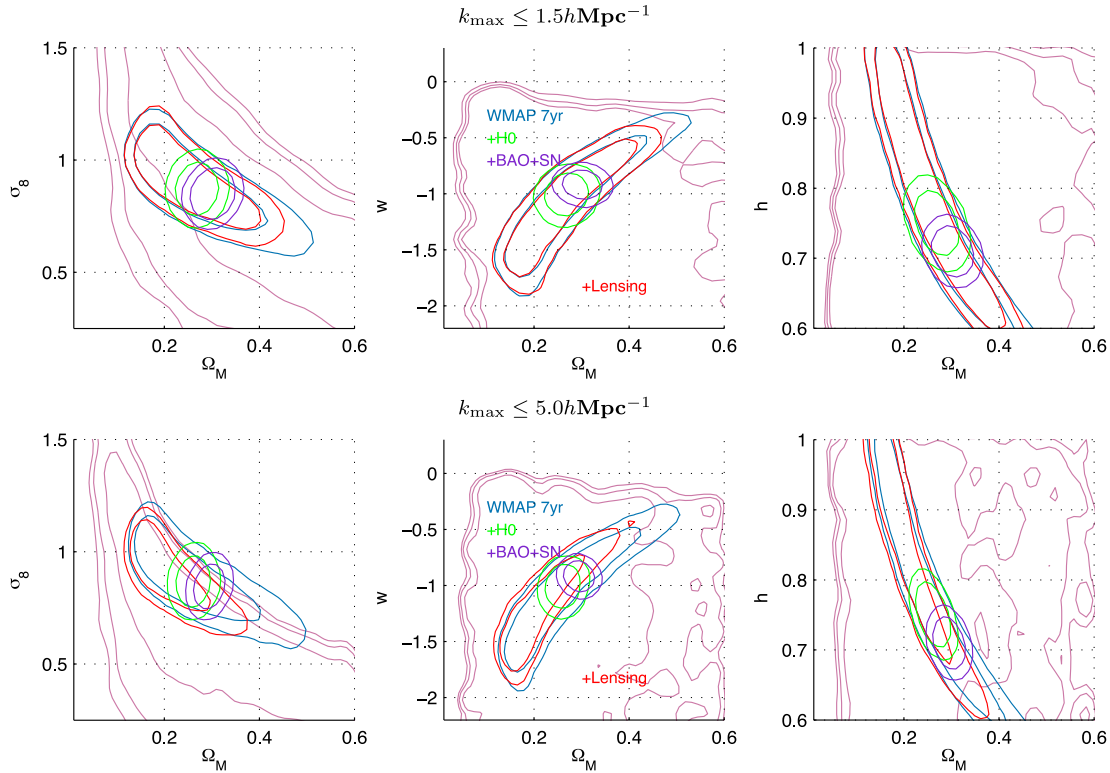 k_max ≤ 1.5hMpc⁻¹
1.5
1
0.5
σ₈
0.2 0.4 0.6
Ω_M
0
−0.5
−1
−1.5
−2
w
WMAP 7yr
+H0
+BAO+SN
+Lensing
0.2 0.4 0.6
Ω_M
1
0.9
0.8
0.7
0.6
h
0.2 0.4 0.6
Ω_M
k_max ≤ 5.0hMpc⁻¹
1.5
1
0.5
σ₈
0.2 0.4 0.6
Ω_M
0
−0.5
−1
−1.5
−2
w
WMAP 7yr
+H0
+BAO+SN
+Lensing
0.2 0.4 0.6
Ω_M
1
0.9
0.8
0.7
0.6
h
0.2 0.4 0.6
Ω_M